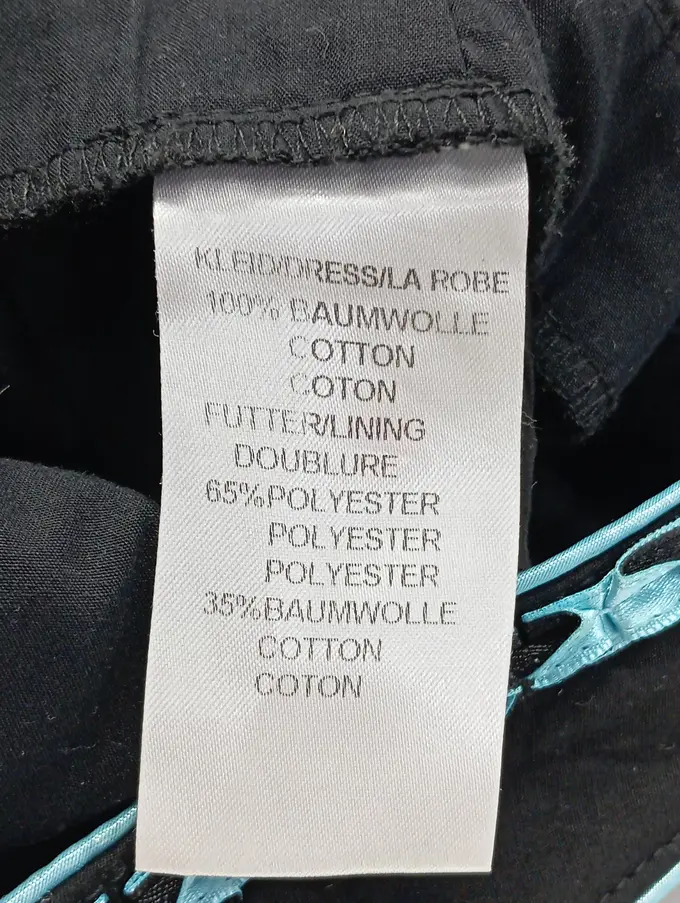 KLEID/DRESS/LA ROBE
100% BAUMWOLLE
COTTON
COTON
FUTTER/LINING
DOUBLURE
65%POLYESTER
POLYESTER
POLYESTER
35%BAUMWOLLE
COTTON
COTON